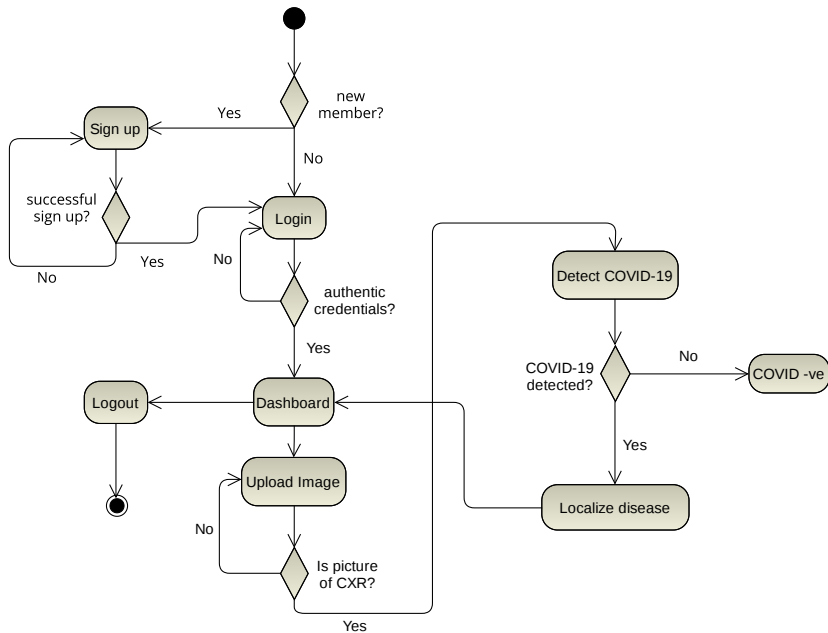 new
member?
Yes
Sign up
No
successful
sign up?
Login
Yes
No
No
authentic
credentials?
Yes
Detect COVID-19
COVID-19
detected?
No
COVID -ve
Logout
Dashboard
Yes
Upload Image
Localize disease
No
Is picture
of CXR?
Yes